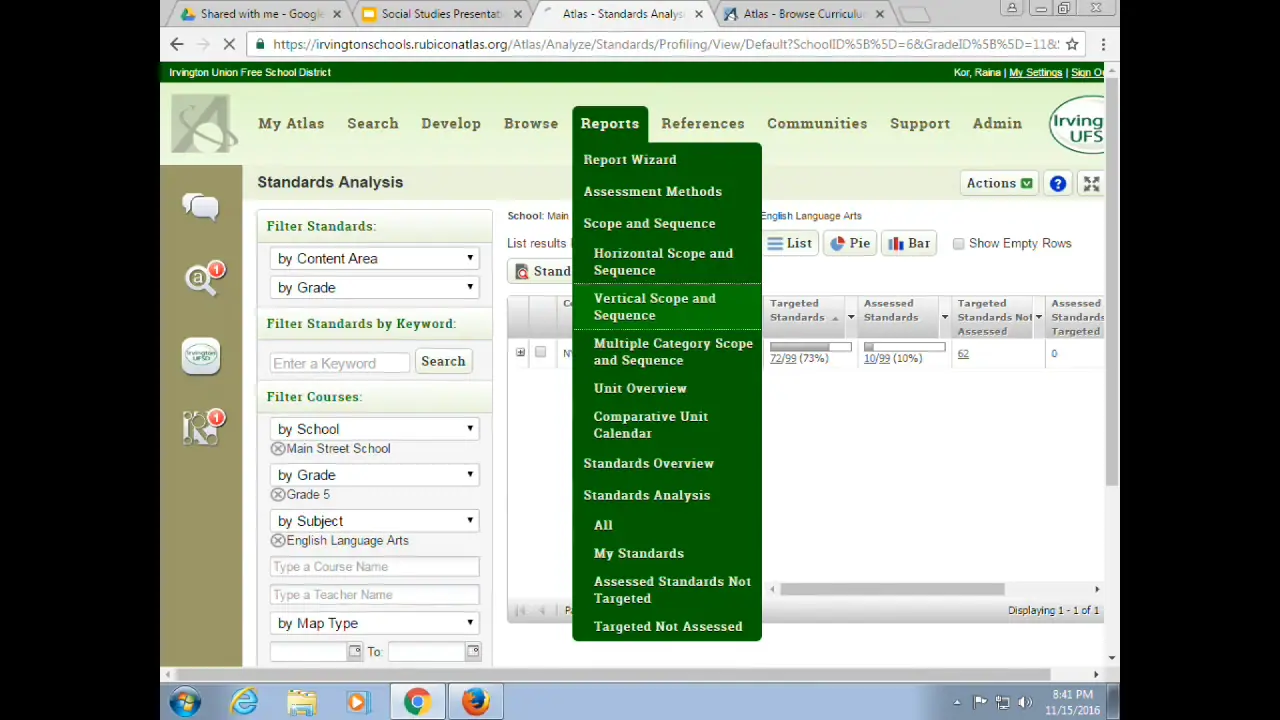 Shared with me - Google
Social Studies Presentat
Atlas - Standards Analys
Atlas - Browse Curriculu
https://irvingtonschools.rubiconatlas.org/Atlas/Analyze/Standards/Profiling/View/Default?SchoolID%5B%5D=6&GradeID%5B%5D=11&
Irvington Union Free School District
Kor, Raina | My Settings | Sign O
My Atlas Search Develop Browse Reports References Communities Support Admin
Irving
UFS
Report Wizard
Assessment Methods
Scope and Sequence
Horizontal Scope and
Sequence
Vertical Scope and
Sequence
Multiple Category Scope
and Sequence
Unit Overview
Comparative Unit
Calendar
Standards Overview
Standards Analysis
All
My Standards
Assessed Standards Not
Targeted
Targeted Not Assessed
Standards Analysis
Actions
?
Filter Standards:
by Content Area
by Grade
Filter Standards by Keyword:
Enter a Keyword
Search
Filter Courses:
by School
Main Street School
by Grade
Grade 5
by Subject
English Language Arts
Type a Course Name
Type a Teacher Name
by Map Type
To:
School: Main
English Language Arts
List results
List Pie Bar Show Empty Rows
Stand
Targeted
Standards
Assessed
Standards
Targeted
Standards Not
Assessed
Assessed
Standards
Targeted
72/99 (73%)
10/99 (10%)
62
0
Displaying 1 - 1 of 1
1
1
8:41 PM
11/15/2016